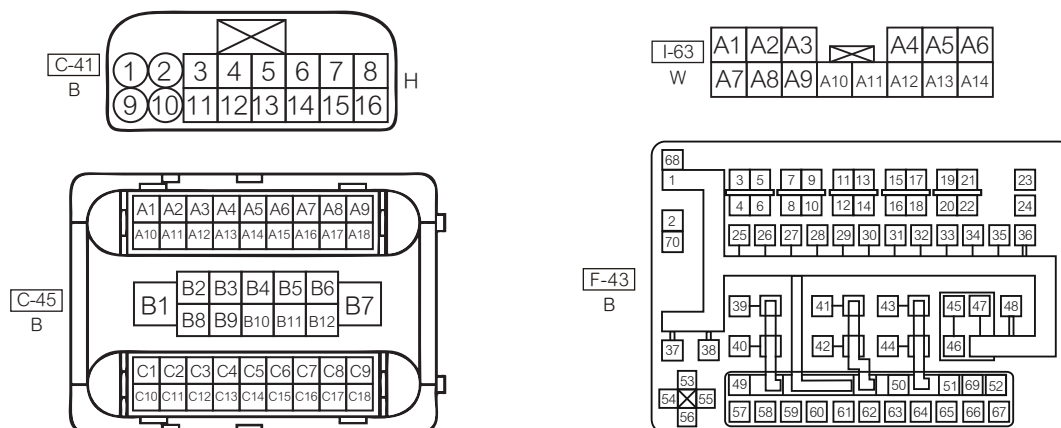 C-41
B
1 2 3 4 5 6 7 8
H
9 10 11 12 13 14 15 16
I-63
W
A1 A2 A3 A4 A5 A6
A7 A8 A9 A10 A11 A12 A13 A14
C-45
B
A1 A2 A3 A4 A5 A6 A7 A8 A9
A10 A11 A12 A13 A14 A15 A16 A17 A18
B1 B2 B3 B4 B5 B6 B7
B8 B9 B10 B11 B12
C1 C2 C3 C4 C5 C6 C7 C8 C9
C10 C11 C12 C13 C14 C15 C16 C17 C18
F-43
B
68
1 3 5 7 9 11 13 15 17 19 21 23
2 4 6 8 10 12 14 16 18 20 22 24
70 25 26 27 28 29 30 31 32 33 34 35 36
39 41 43 45 47 48
37 38 40 42 44 46
53
54 55
56
49 50 51 69 52
57 58 59 60 61 62 63 64 65 66 67